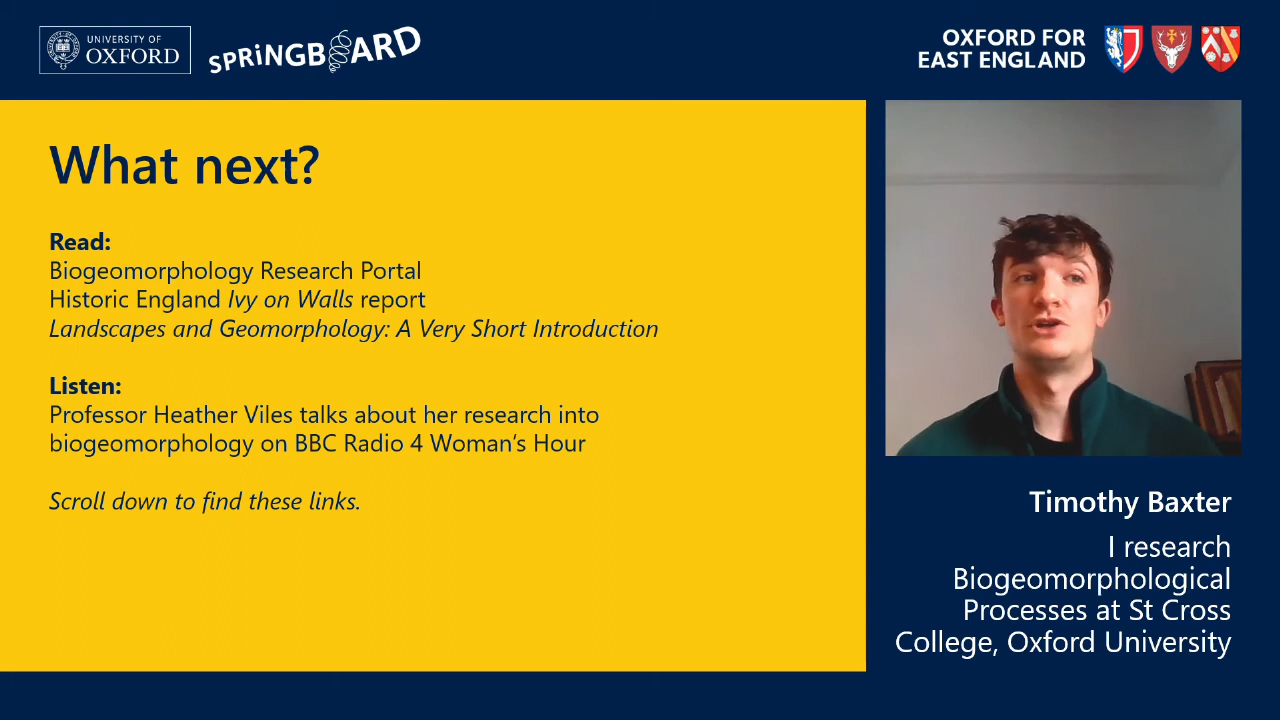 UNIVERSITY OF
OXFORD
SPRiNGBOARD
OXFORD FOR
EAST ENGLAND
What next?
Read:
Biogeomorphology Research Portal
Historic England Ivy on Walls report
Landscapes and Geomorphology: A Very Short Introduction
Listen:
Professor Heather Viles talks about her research into
biogeomorphology on BBC Radio 4 Woman’s Hour
Scroll down to find these links.
Timothy Baxter
I research
Biogeomorphological
Processes at St Cross
College, Oxford University